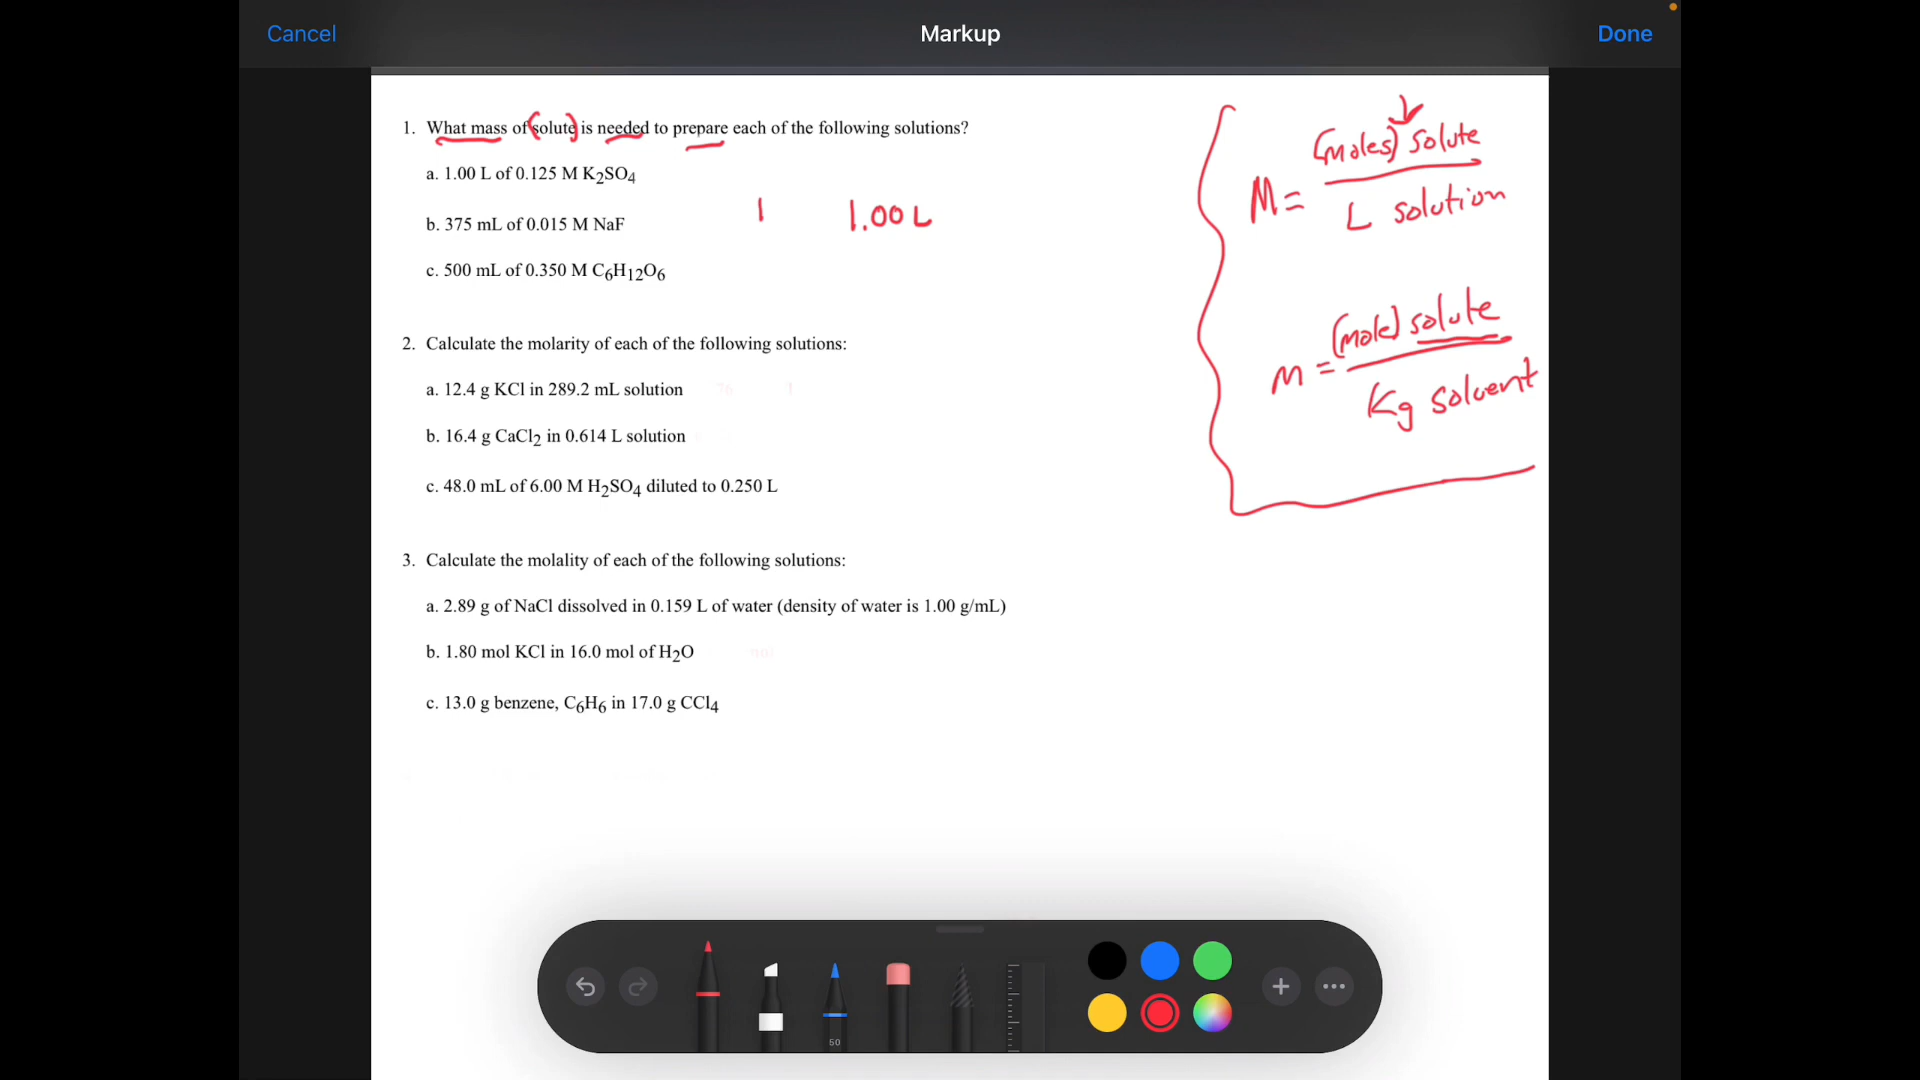 Cancel
Markup
Done
1. What mass of (solute) is needed to prepare each of the following solutions?
a. 1.00 L of 0.125 M K2SO4
b. 375 mL of 0.015 M NaF
1 1.00 L
c. 500 mL of 0.350 M C6H12O6
2. Calculate the molarity of each of the following solutions:
a. 12.4 g KCl in 289.2 mL solution
b. 16.4 g CaCl2 in 0.614 L solution
c. 48.0 mL of 6.00 M H2SO4 diluted to 0.250 L
3. Calculate the molality of each of the following solutions:
a. 2.89 g of NaCl dissolved in 0.159 L of water (density of water is 1.00 g/mL)
b. 1.80 mol KCl in 16.0 mol of H2O
c. 13.0 g benzene, C6H6 in 17.0 g CCl4
(moles) solute
M =
L solution
(mole) solute
m =
Kg solvent
50